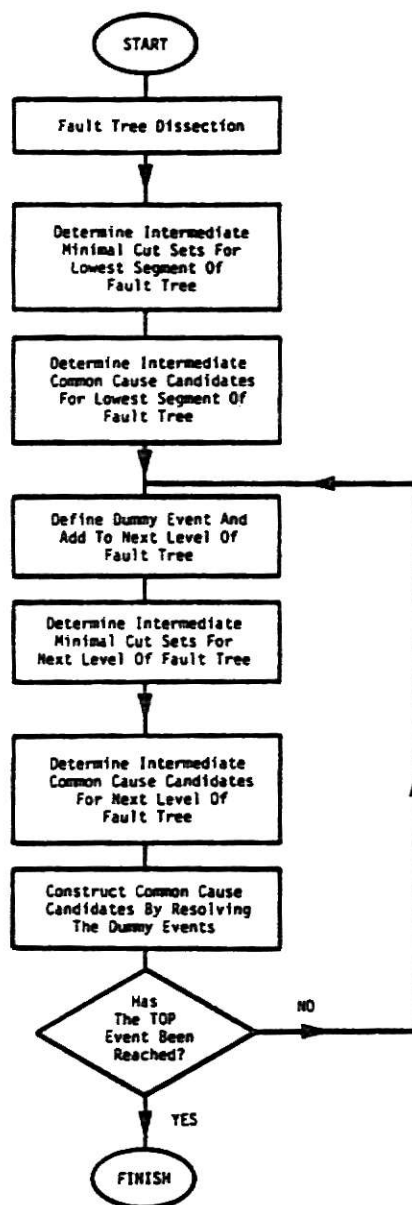 START
Fault Tree Dissection
Determine Intermediate
Minimal Cut Sets For
Lowest Segment Of
Fault Tree
Determine Intermediate
Common Cause Candidates
For Lowest Segment Of
Fault Tree
Define Dummy Event And
Add To Next Level Of
Fault Tree
Determine Intermediate
Minimal Cut Sets For
Next Level Of Fault Tree
Determine Intermediate
Common Cause Candidates
For Next Level Of
Fault Tree
Construct Common Cause
Candidates By Resolving
The Dummy Events
Has
The TOP
Event Been
Reached?
NO
YES
FINISH